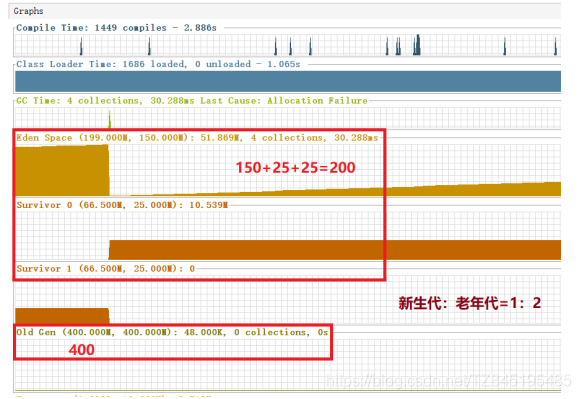 Graphs
Compile Time: 1449 compiles - 2.886s
Class Loader Time: 1686 loaded, 0 unloaded - 1.065s
GC Time: 4 collections, 30.288ms Last Cause: Allocation Failure
Eden Space (199.000M, 150.000M): 51.869M, 4 collections, 30.288ms
150+25+25=200
Survivor 0 (66.500M, 25.000M): 10.539M
Survivor 1 (66.500M, 25.000M): 0
新生代：老年代=1：2
Old Gen (400.000M, 400.000M): 48.000K, 0 collections, 0s
400
https://blog.csdn.net/TZ845195485